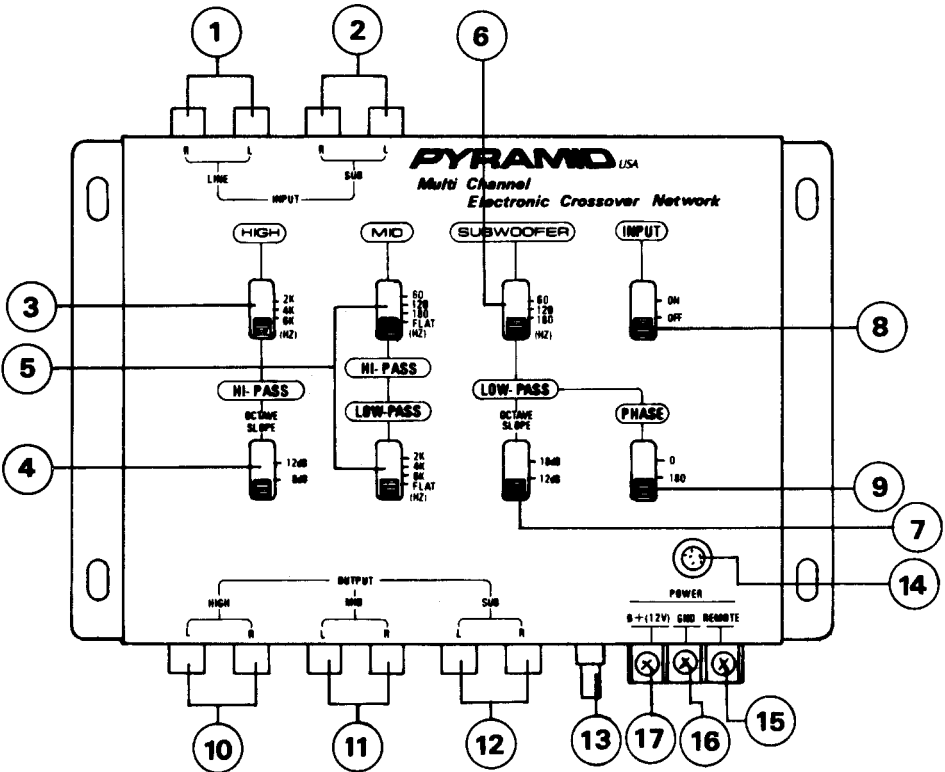 1 2 6
R L R L
LINE SUB
INPUT
PYRAMID USA
Multi Channel
Electronic Crossover Network
HIGH MID SUBWOOFER INPUT
3
2K
4K
6K
(HZ)
60
120
180
FLAT
(HZ)
60
120
180
(HZ)
ON
OFF
8
5
HI-PASS
HI-PASS
LOW-PASS
LOW-PASS
PHASE
OCTAVE
SLOPE
OCTAVE
SLOPE
4
12dB
2K
4K
FLAT
(HZ)
18dB
12dB
0
180
9
7
14
OUTPUT
HIGH MID SUB
L R L R L R
POWER
B+(12V) GND REMOTE
10 11 12 13 17 16 15